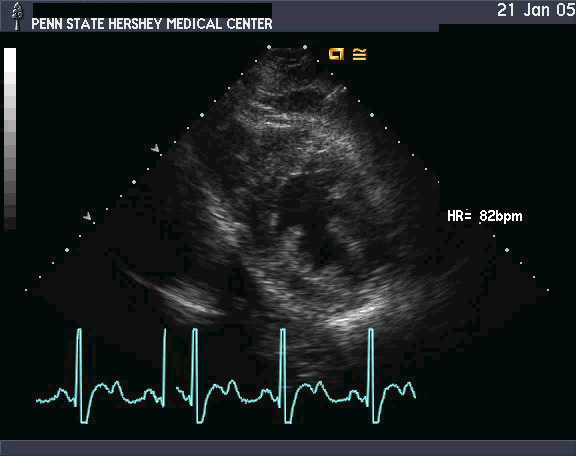 21 Jan 05
PENN STATE HERSHEY MEDICAL CENTER
HR= 82bpm